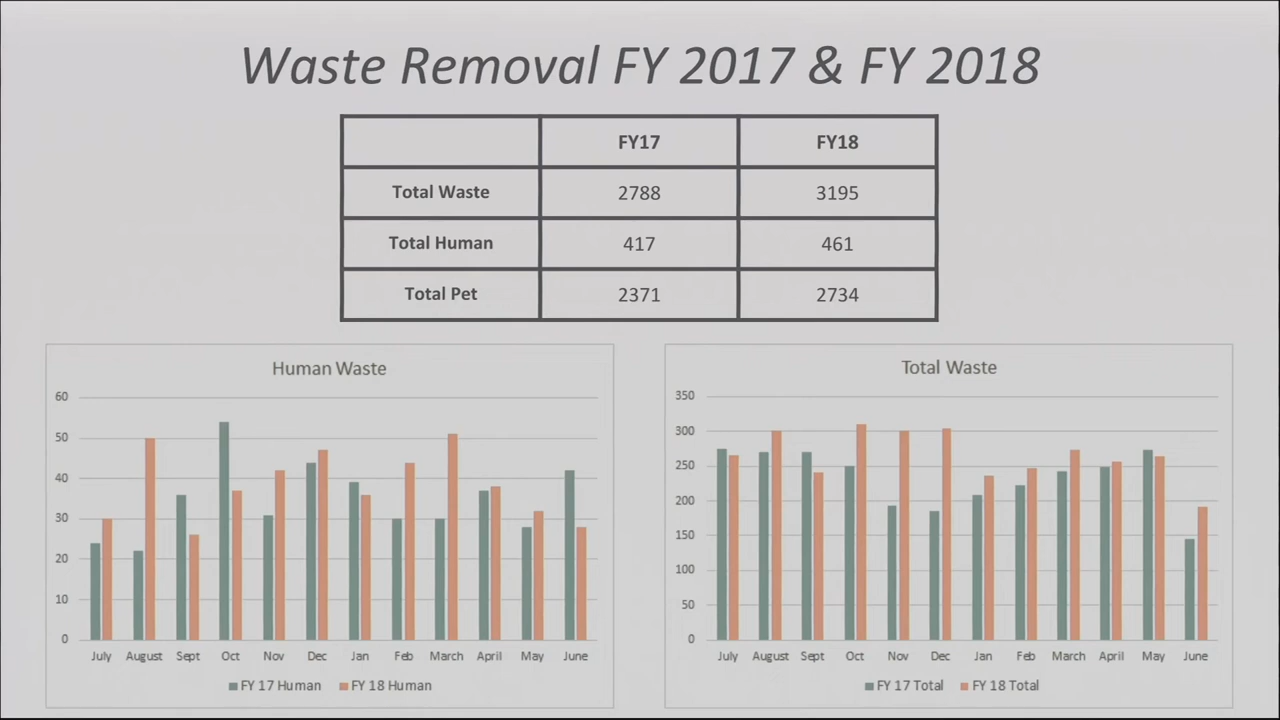 Waste Removal FY 2017 & FY 2018
FY17 FY18
Total Waste 2788 3195
Total Human 417 461
Total Pet 2371 2734
Human Waste
60
50
40
30
20
10
0
July August Sept Oct Nov Dec Jan Feb March April May June
FY 17 Human FY 18 Human
Total Waste
350
300
250
200
150
100
50
0
July August Sept Oct Nov Dec Jan Feb March April May June
FY 17 Total FY 18 Total